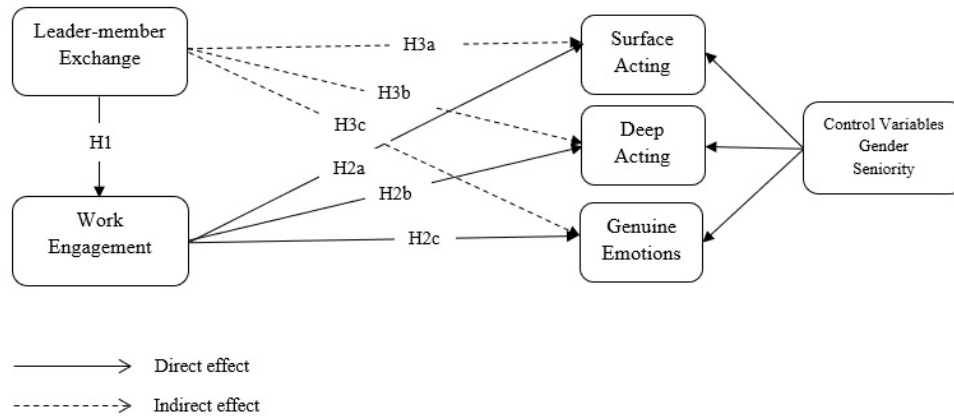 Leader-member
Exchange
H1
Work
Engagement
H3a
H3b
H3c
H2a
H2b
H2c
Surface
Acting
Deep
Acting
Genuine
Emotions
Control Variables
Gender
Seniority
Direct effect
Indirect effect